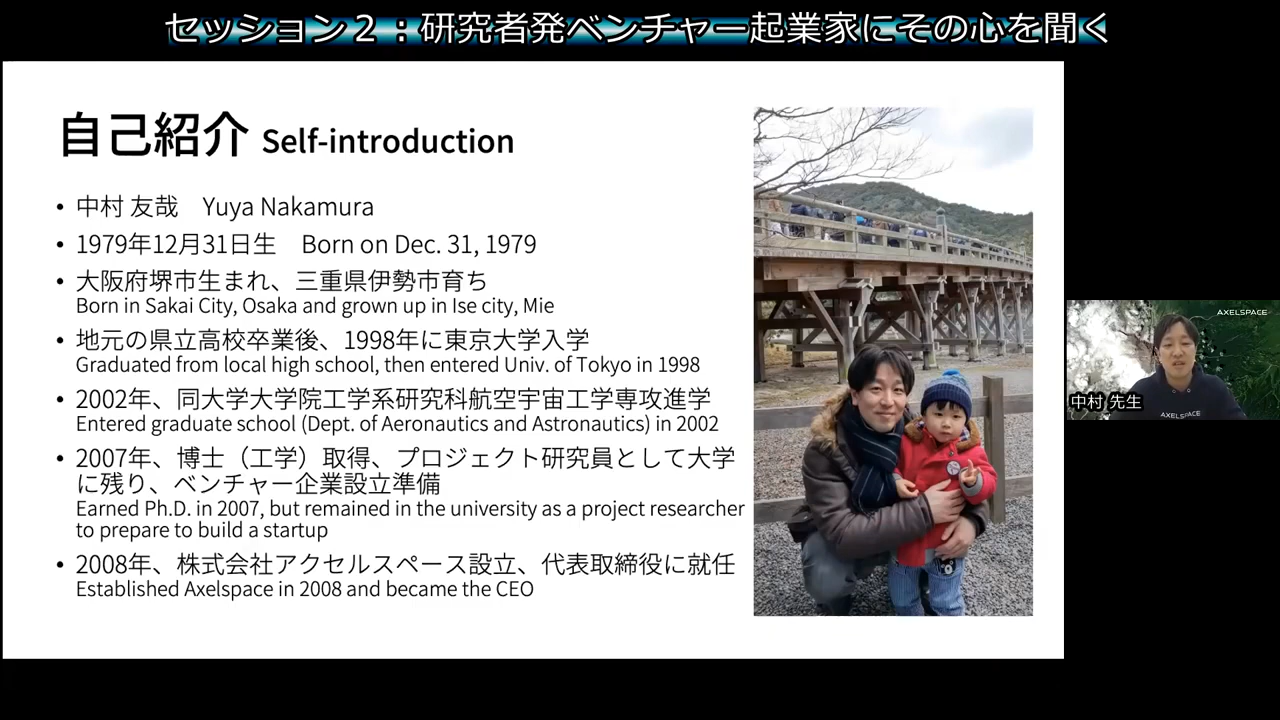 セッション２：研究者発ベンチャー起業家にその心を聞く
自己紹介 Self-introduction
• 中村 友哉　Yuya Nakamura
• 1979年12月31日生　Born on Dec. 31, 1979
• 大阪府堺市生まれ、三重県伊勢市育ち
Born in Sakai City, Osaka and grown up in Ise city, Mie
• 地元の県立高校卒業後、1998年に東京大学入学
Graduated from local high school, then entered Univ. of Tokyo in 1998
• 2002年、同大学大学院工学系研究科航空宇宙工学専攻進学
Entered graduate school (Dept. of Aeronautics and Astronautics) in 2002
• 2007年、博士（工学）取得、プロジェクト研究員として大学
に残り、ベンチャー企業設立準備
Earned Ph.D. in 2007, but remained in the university as a project researcher
to prepare to build a startup
• 2008年、株式会社アクセルスペース設立、代表取締役に就任
Established Axelspace in 2008 and became the CEO
AXELSPACE
中村 先生
AXELSPACE